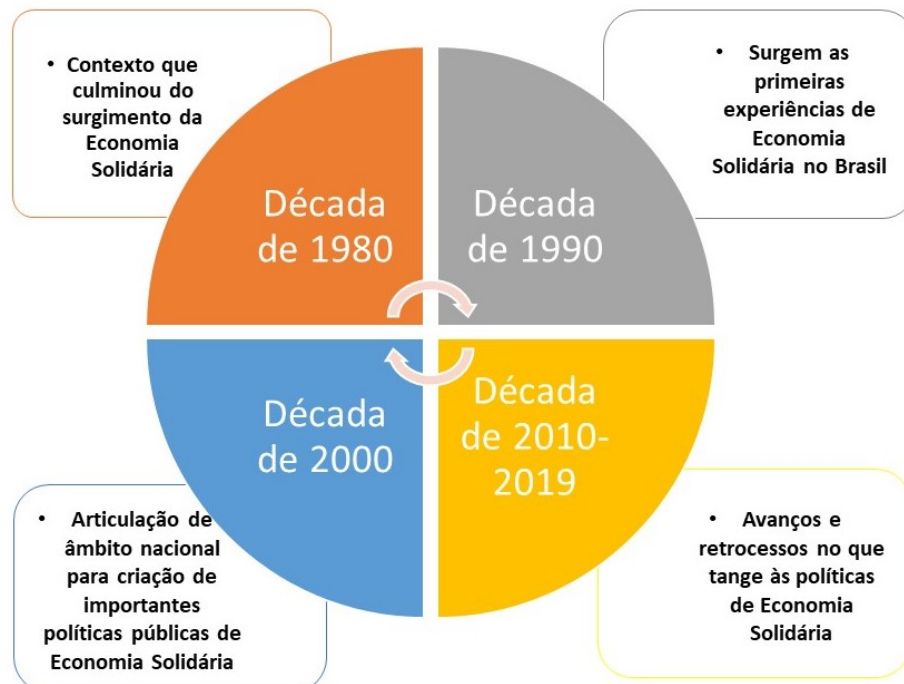 • Contexto que
culminou do
surgimento da
Economia
Solidária
Década
de 1980
Década
de 1990
• Surgem as
primeiras
experiências de
Economia
Solidária no Brasil
• Articulação de
âmbito nacional
para criação de
importantes
políticas públicas de
Economia Solidária
Década
de 2000
Década
de 2010-
2019
• Avanços e
retrocessos no que
tange às políticas
de Economia
Solidária